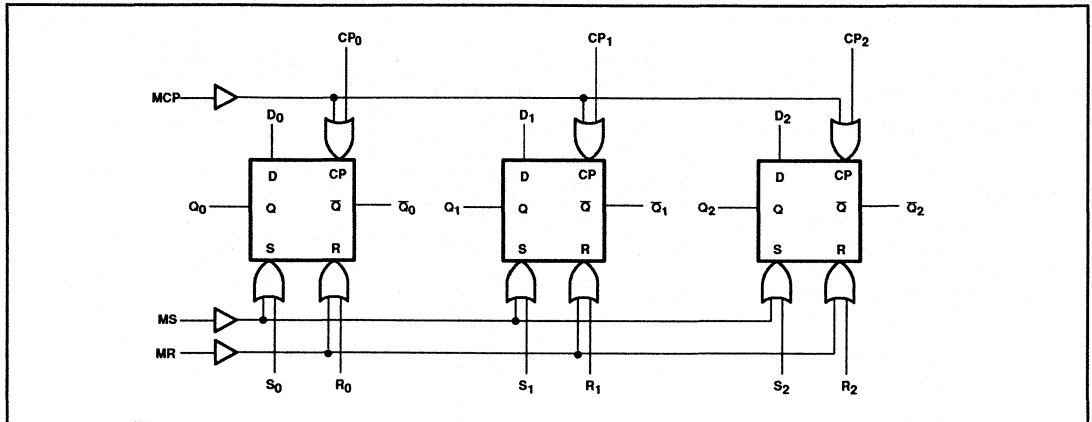 CP0 CP1 CP2
MCP
D0 D1 D2
D CP D CP D CP
Q0 Q Q̅ Q̅0 Q1 Q Q̅ Q̅1 Q2 Q Q̅ Q̅2
S R S R S R
MS
MR
S0 R0 S1 R1 S2 R2